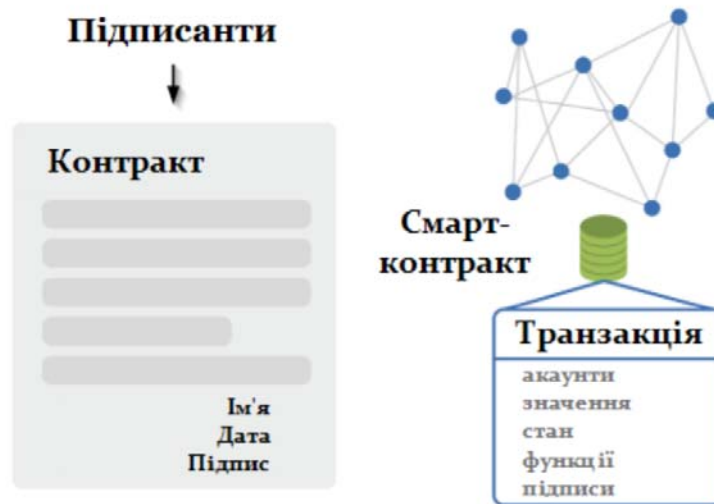 Підписанти
Контракт
Ім'я
Дата
Підпис
Смарт-
контракт
Транзакція
акаунти
значення
стан
функції
підписи